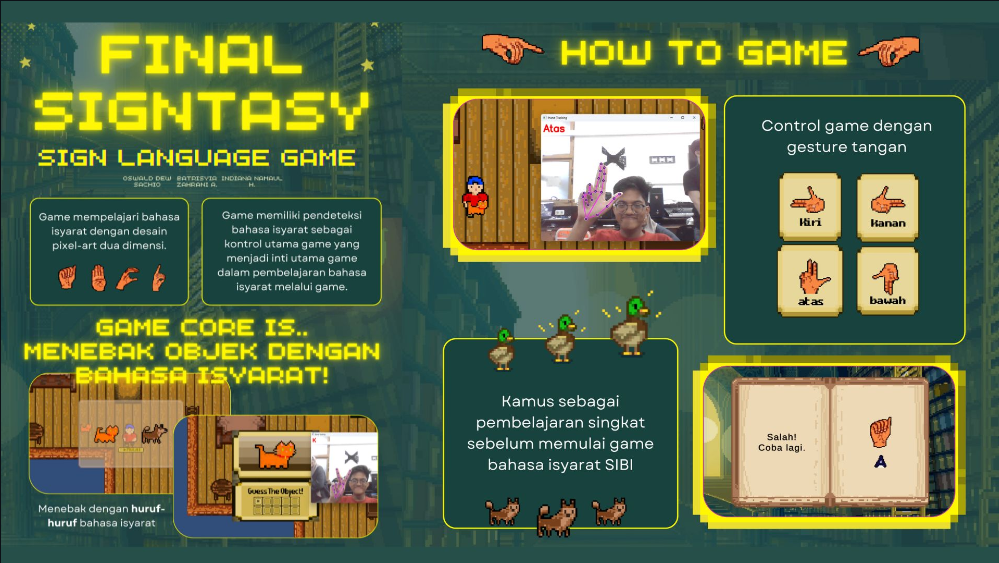 FINAL
SIGNTASY
SIGN LANGUAGE GAME
OSWALD DEW BATRISYIA INDIANA NAMAUL
SACHIO ZAHRANI A. H.
Game mempelajari bahasa
isyarat dengan desain
pixel-art dua dimensi.
Game memiliki pendeteksi
bahasa isyarat sebagai
kontrol utama game yang
menjadi inti utama game
dalam pembelajaran bahasa
isyarat melalui game.
GAME CORE IS..
MENEBAK OBJEK DENGAN
BAHASA ISYARAT!
K
Guess The Object!
Menebak dengan huruf-
huruf bahasa isyarat
HOW TO GAME
Atas
Control game dengan
gesture tangan
kiri
kanan
atas
bawah
Kamus sebagai
pembelajaran singkat
sebelum memulai game
bahasa isyarat SIBI
Salah!
Coba lagi.
A